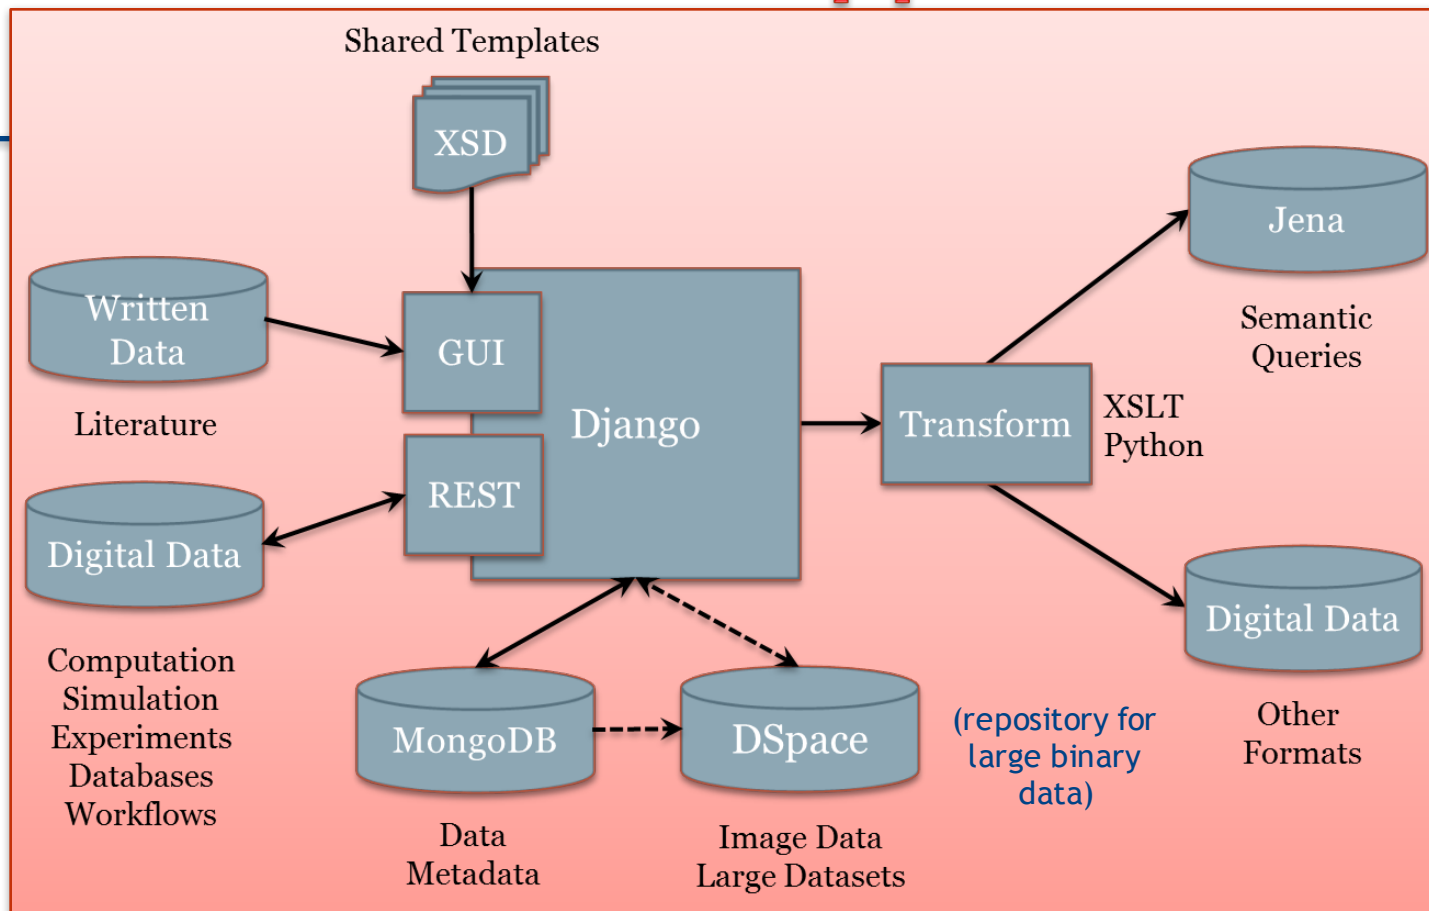 Shared Templates
XSD
Written
Data
Literature
GUI
Django
REST
Digital Data
Computation
Simulation
Experiments
Databases
Workflows
MongoDB
Data
Metadata
DSpace
Image Data
Large Datasets
(repository for
large binary
data)
Transform
XSLT
Python
Jena
Semantic
Queries
Digital Data
Other
Formats